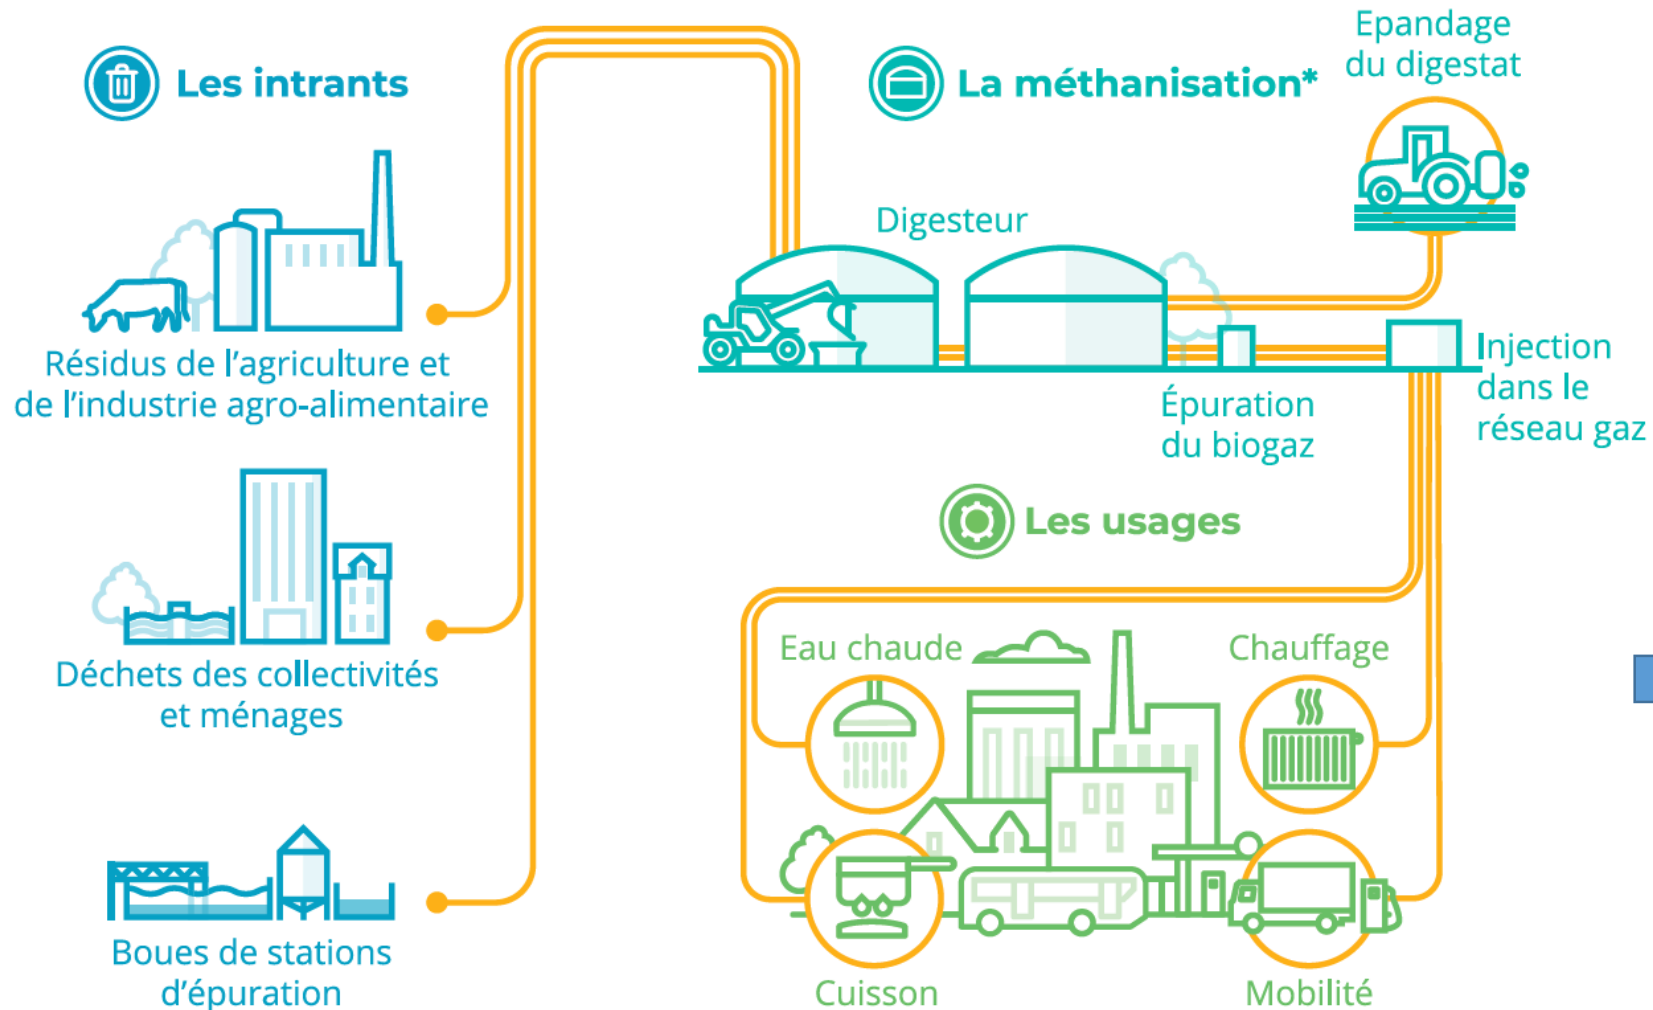 Les intrants
Résidus de l'agriculture et
de l'industrie agro-alimentaire
Déchets des collectivités
et ménages
Boues de stations
d'épuration
La méthanisation*
Epandage
du digestat
Digesteur
Épuration
du biogaz
Injection
dans le
réseau gaz
Les usages
Eau chaude
Chauffage
Cuisson
Mobilité